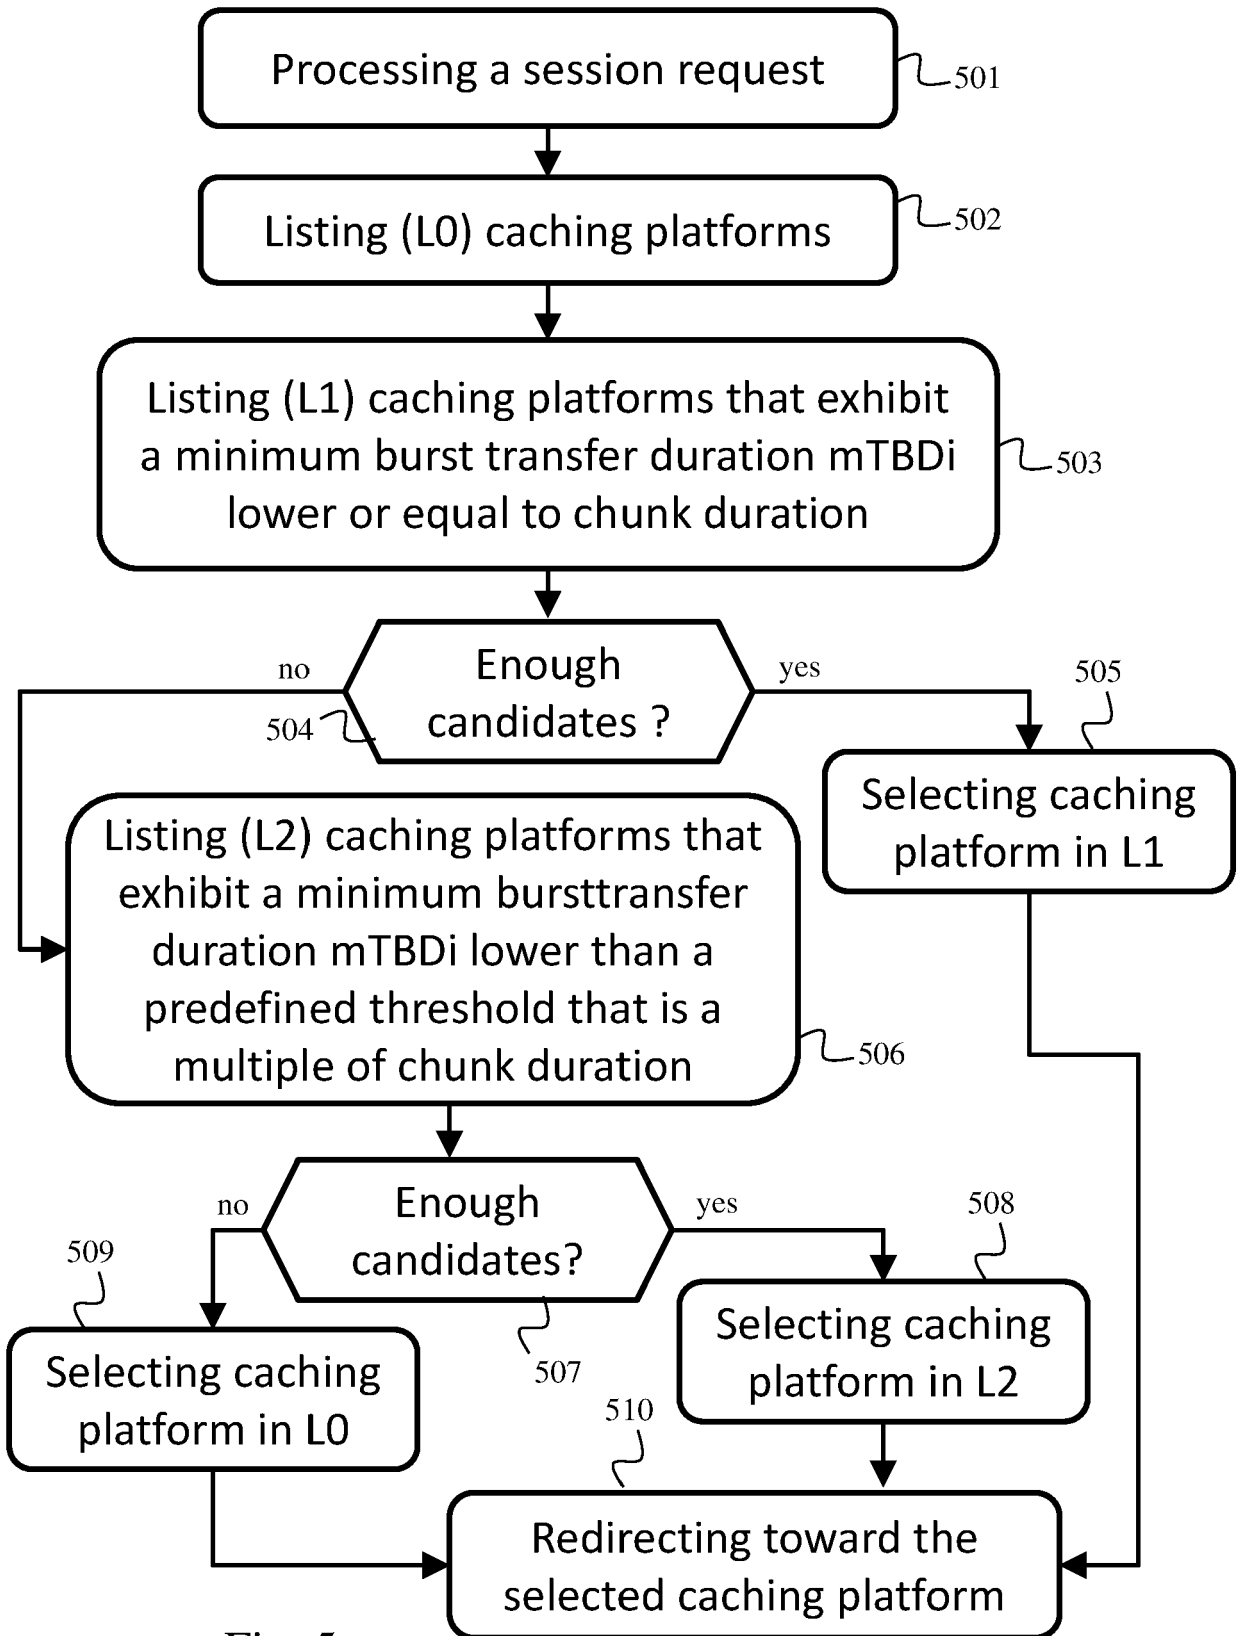 Processing a session request
501
Listing (L0) caching platforms
502
Listing (L1) caching platforms that exhibit
a minimum burst transfer duration mTBDi
lower or equal to chunk duration
503
no
Enough
candidates ?
yes
504
505
Selecting caching
platform in L1
Listing (L2) caching platforms that
exhibit a minimum bursttransfer
duration mTBDi lower than a
predefined threshold that is a
multiple of chunk duration
506
no
Enough
candidates?
yes
507
508
Selecting caching
platform in L2
509
Selecting caching
platform in L0
510
Redirecting toward the
selected caching platform